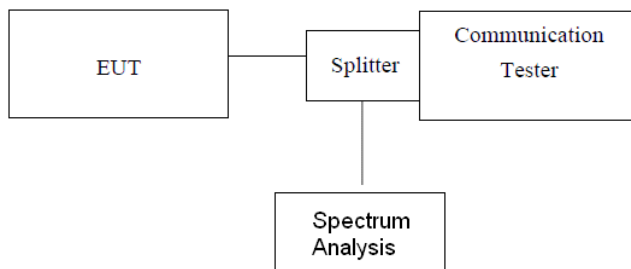 EUT
Splitter
Communication
Tester
Spectrum
Analysis